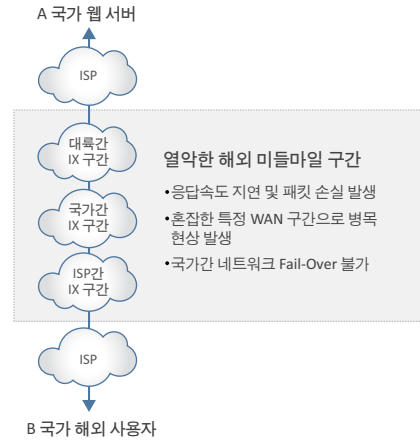 A 국가 웹 서버
ISP
대륙간
IX 구간
국가간
IX 구간
ISP간
IX 구간
열악한 해외 미들마일 구간
•응답속도 지연 및 패킷 손실 발생
•혼잡한 특정 WAN 구간으로 병목
현상 발생
•국가간 네트워크 Fail-Over 불가
ISP
B 국가 해외 사용자